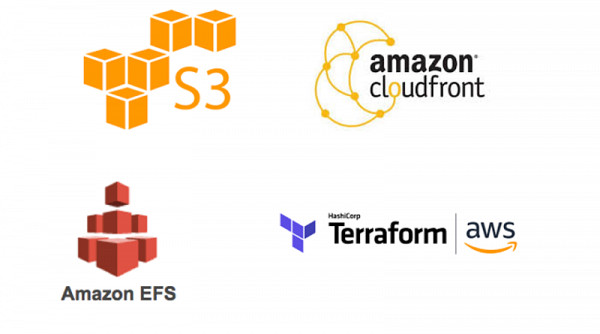 S3
amazon
cloudfront
Amazon EFS
HashiCorp
Terraform
aws